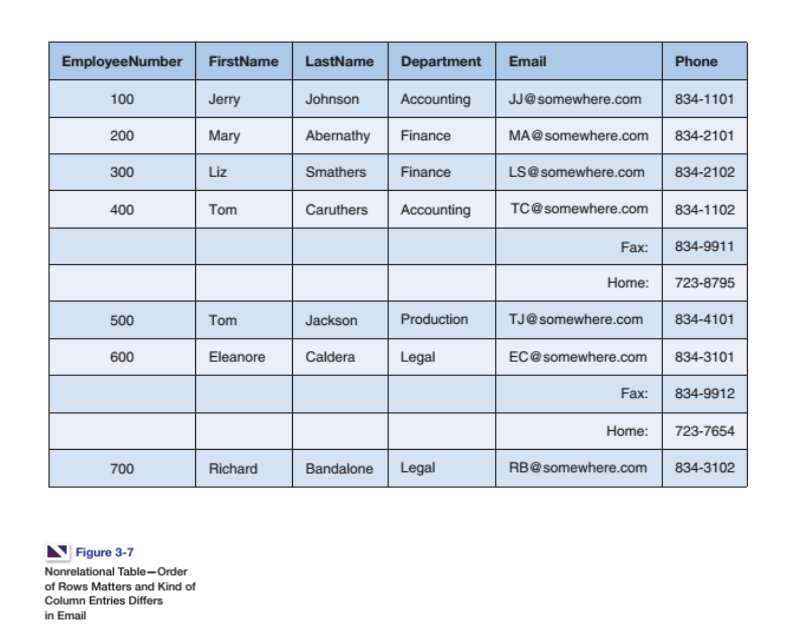 EmployeeNumber FirstName LastName Department Email Phone
100 Jerry Johnson Accounting JJ@somewhere.com 834-1101
200 Mary Abernathy Finance MA@somewhere.com 834-2101
300 Liz Smathers Finance LS@somewhere.com 834-2102
400 Tom Caruthers Accounting TC@somewhere.com 834-1102
Fax: 834-9911
Home: 723-8795
500 Tom Jackson Production TJ@somewhere.com 834-4101
600 Eleanore Caldera Legal EC@somewhere.com 834-3101
Fax: 834-9912
Home: 723-7654
700 Richard Bandalone Legal RB@somewhere.com 834-3102
Figure 3-7
Nonrelational Table—Order
of Rows Matters and Kind of
Column Entries Differs
in Email